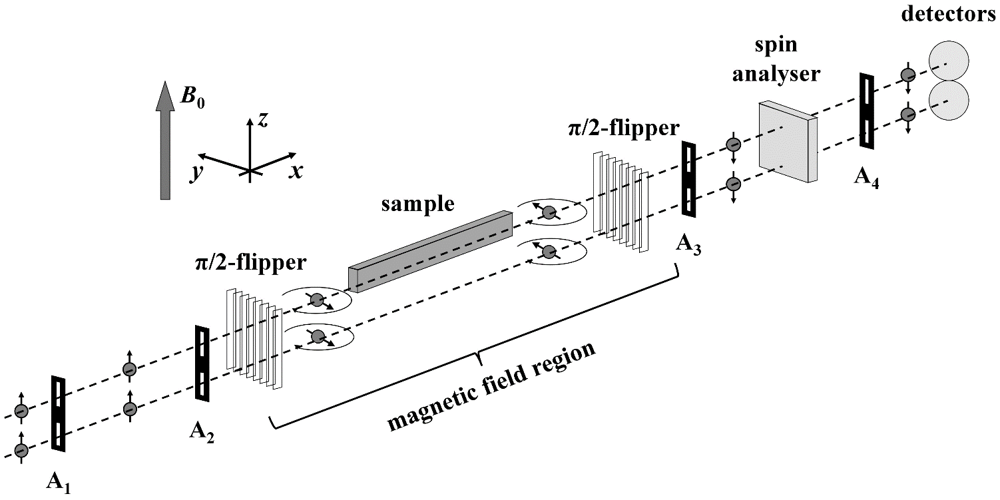 detectors
spin
analyser
B0
z
y
x
π/2-flipper
A4
sample
A3
π/2-flipper
magnetic field region
A2
A1